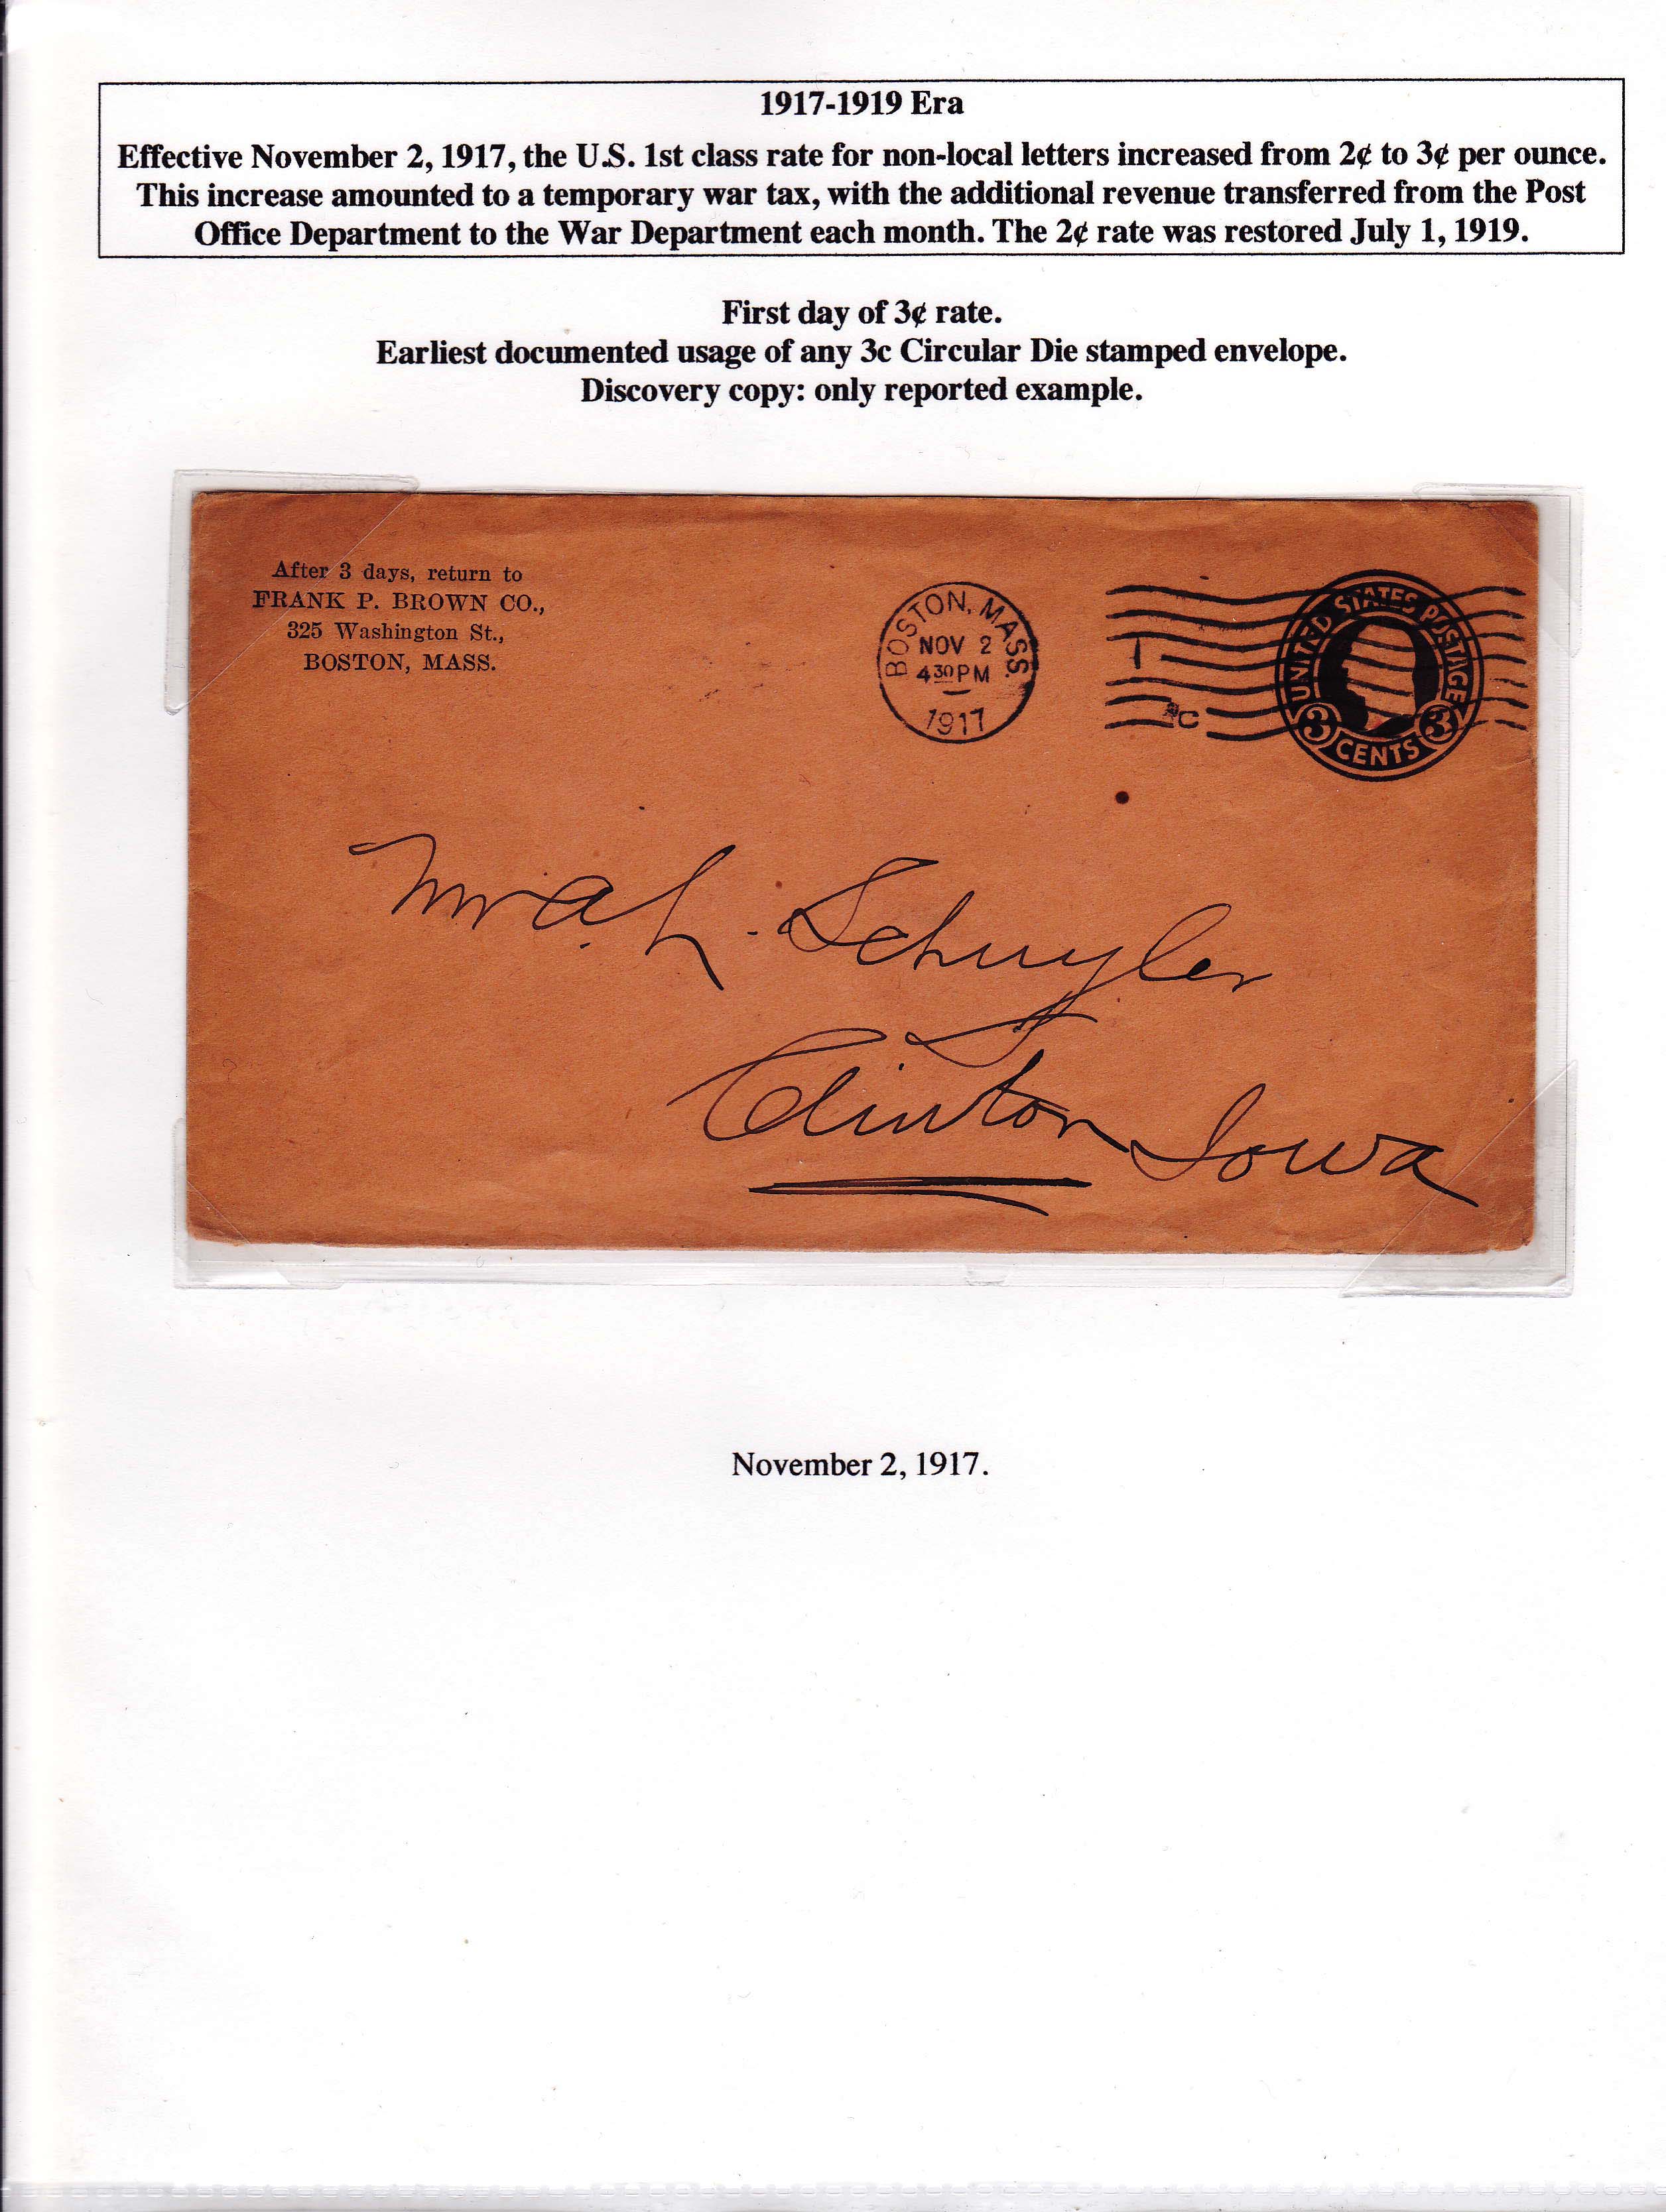 1917-1919 Era
Effective November 2, 1917, the U.S. 1st class rate for non-local letters increased from 2¢ to 3¢ per ounce.
This increase amounted to a temporary war tax, with the additional revenue transferred from the Post
Office Department to the War Department each month. The 2¢ rate was restored July 1, 1919.
First day of 3¢ rate.
Earliest documented usage of any 3c Circular Die stamped envelope.
Discovery copy: only reported example.
After 3 days, return to
FRANK P. BROWN CO.,
325 Washington St.,
BOSTON, MASS.
BOSTON, MASS.
NOV 2
4 30 PM
1917
1
C
UNITED STATES POSTAGE
3 3
CENTS
Mr A. L. Schuyler
Clinton Iowa
November 2, 1917.